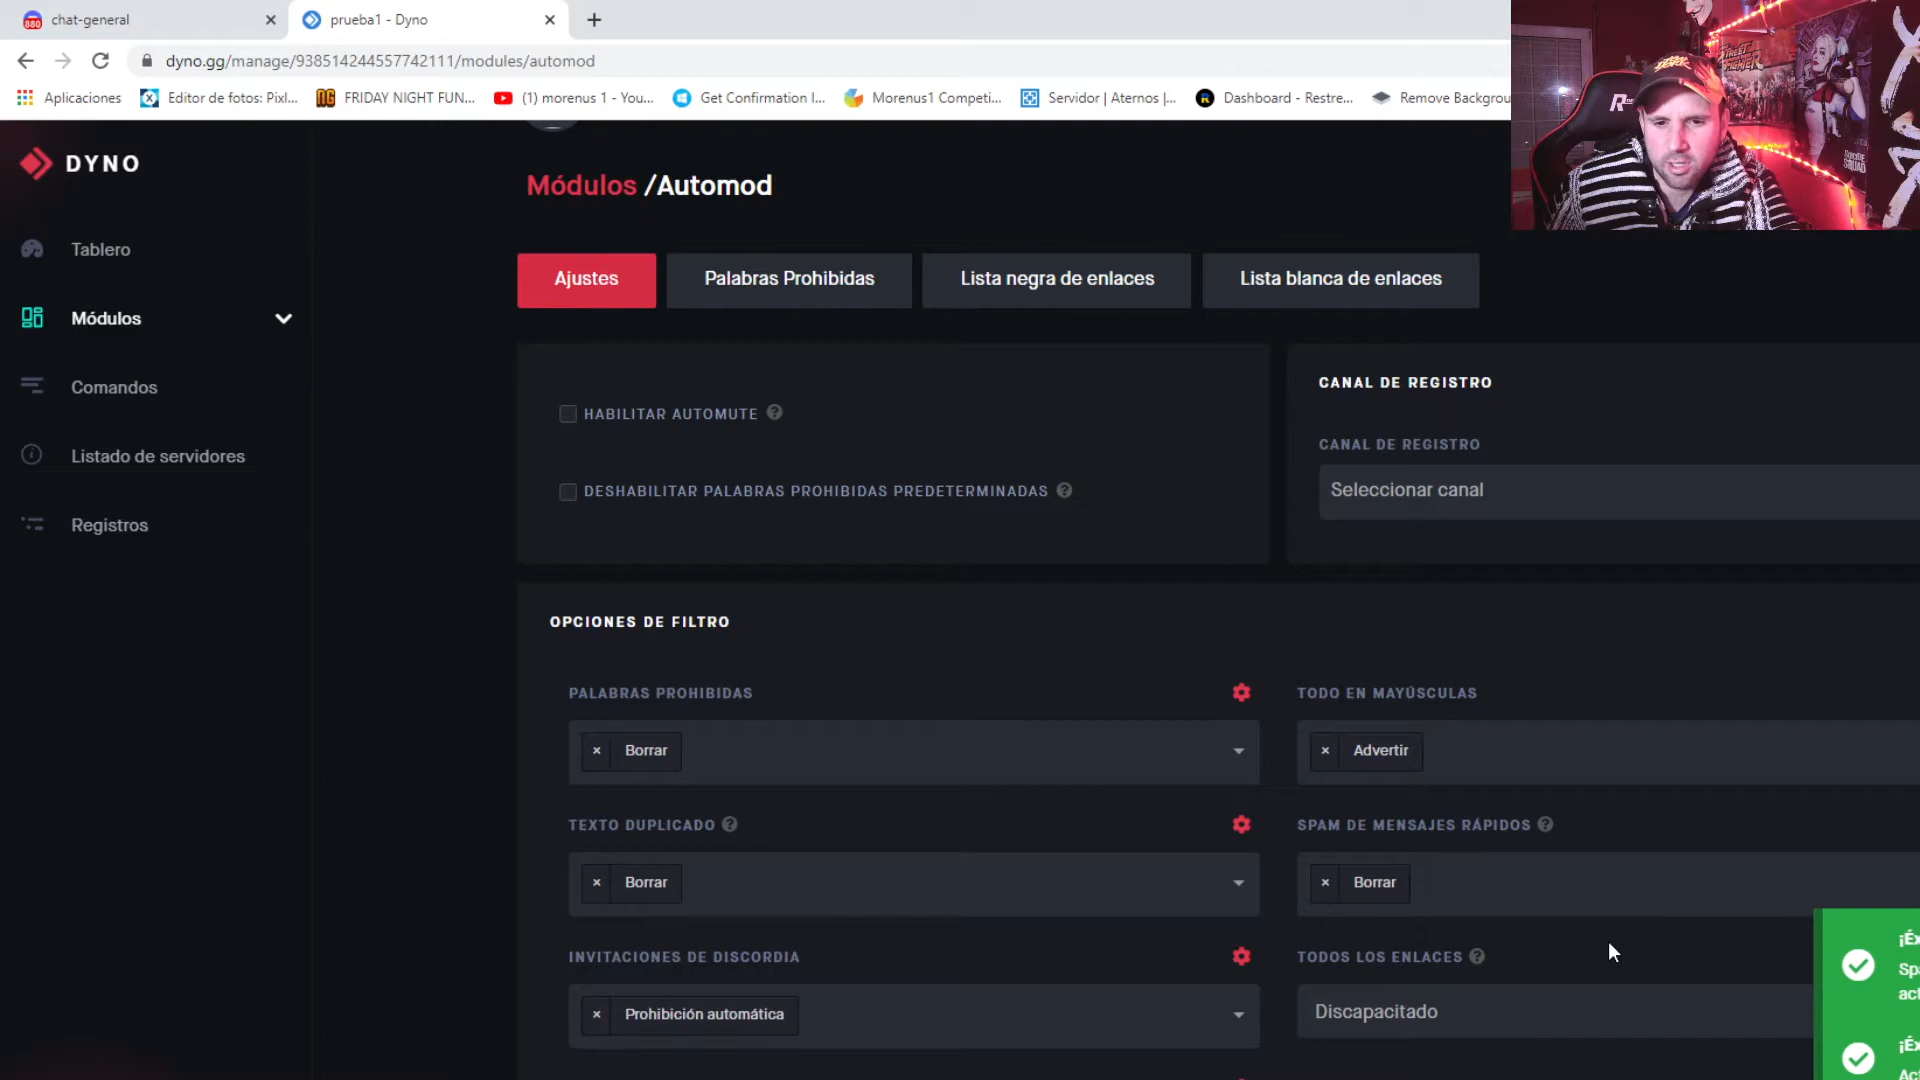 chat-general
prueba1 - Dyno
dyno.gg/manage/938514244557742111/modules/automod
Aplicaciones
Editor de fotos: Pixl...
FRIDAY NIGHT FUN...
(1) morenus 1 - You...
Get Confirmation I...
Morenus1 Competi...
Servidor | Aternos |...
Dashboard - Restre...
Remove Backgrou
DYNO
Tablero
Módulos
Comandos
Listado de servidores
Registros
Módulos /Automod
Ajustes
Palabras Prohibidas
Lista negra de enlaces
Lista blanca de enlaces
HABILITAR AUTOMUTE
DESHABILITAR PALABRAS PROHIBIDAS PREDETERMINADAS
CANAL DE REGISTRO
CANAL DE REGISTRO
Seleccionar canal
OPCIONES DE FILTRO
PALABRAS PROHIBIDAS
× Borrar
TODO EN MAYÚSCULAS
× Advertir
TEXTO DUPLICADO
× Borrar
SPAM DE MENSAJES RÁPIDOS
× Borrar
INVITACIONES DE DISCORDIA
× Prohibición automática
TODOS LOS ENLACES
Discapacitado
¡Éx
Spa
act
¡Éx